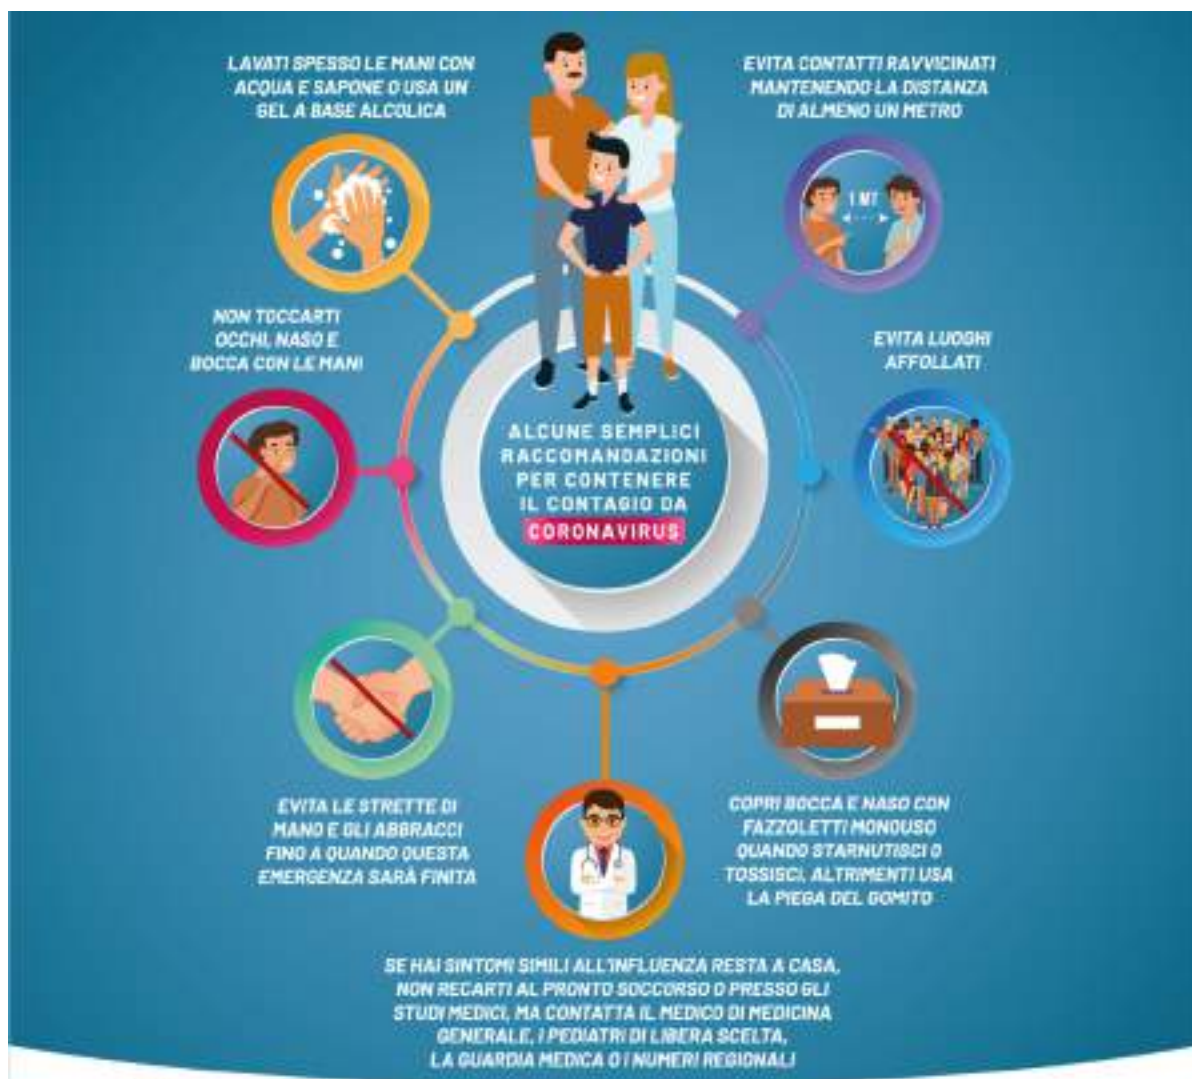 LAVATI SPESSO LE MANI CON
ACQUA E SAPONE O USA UN
GEL A BASE ALCOLICA
EVITA CONTATTI RAVVICINATI
MANTENENDO LA DISTANZA
DI ALMENO UN METRO
1 MT
NON TOCCARTI
OCCHI, NASO E
BOCCA CON LE MANI
EVITA LUOGHI
AFFOLLATI
ALCUNE SEMPLICI
RACCOMANDAZIONI
PER CONTENERE
IL CONTAGIO DA
CORONAVIRUS
EVITA LE STRETTE DI
MANO E GLI ABBRACCI
FINO A QUANDO QUESTA
EMERGENZA SARÀ FINITA
COPRI BOCCA E NASO CON
FAZZOLETTI MONOUSO
QUANDO STARNUTISCI O
TOSSISCI, ALTRIMENTI USA
LA PIEGA DEL GOMITO
SE HAI SINTOMI SIMILI ALL'INFLUENZA RESTA A CASA,
NON RECARTI AL PRONTO SOCCORSO O PRESSO GLI
STUDI MEDICI, MA CONTATTA IL MEDICO DI MEDICINA
GENERALE, I PEDIATRI DI LIBERA SCELTA,
LA GUARDIA MEDICA O I NUMERI REGIONALI